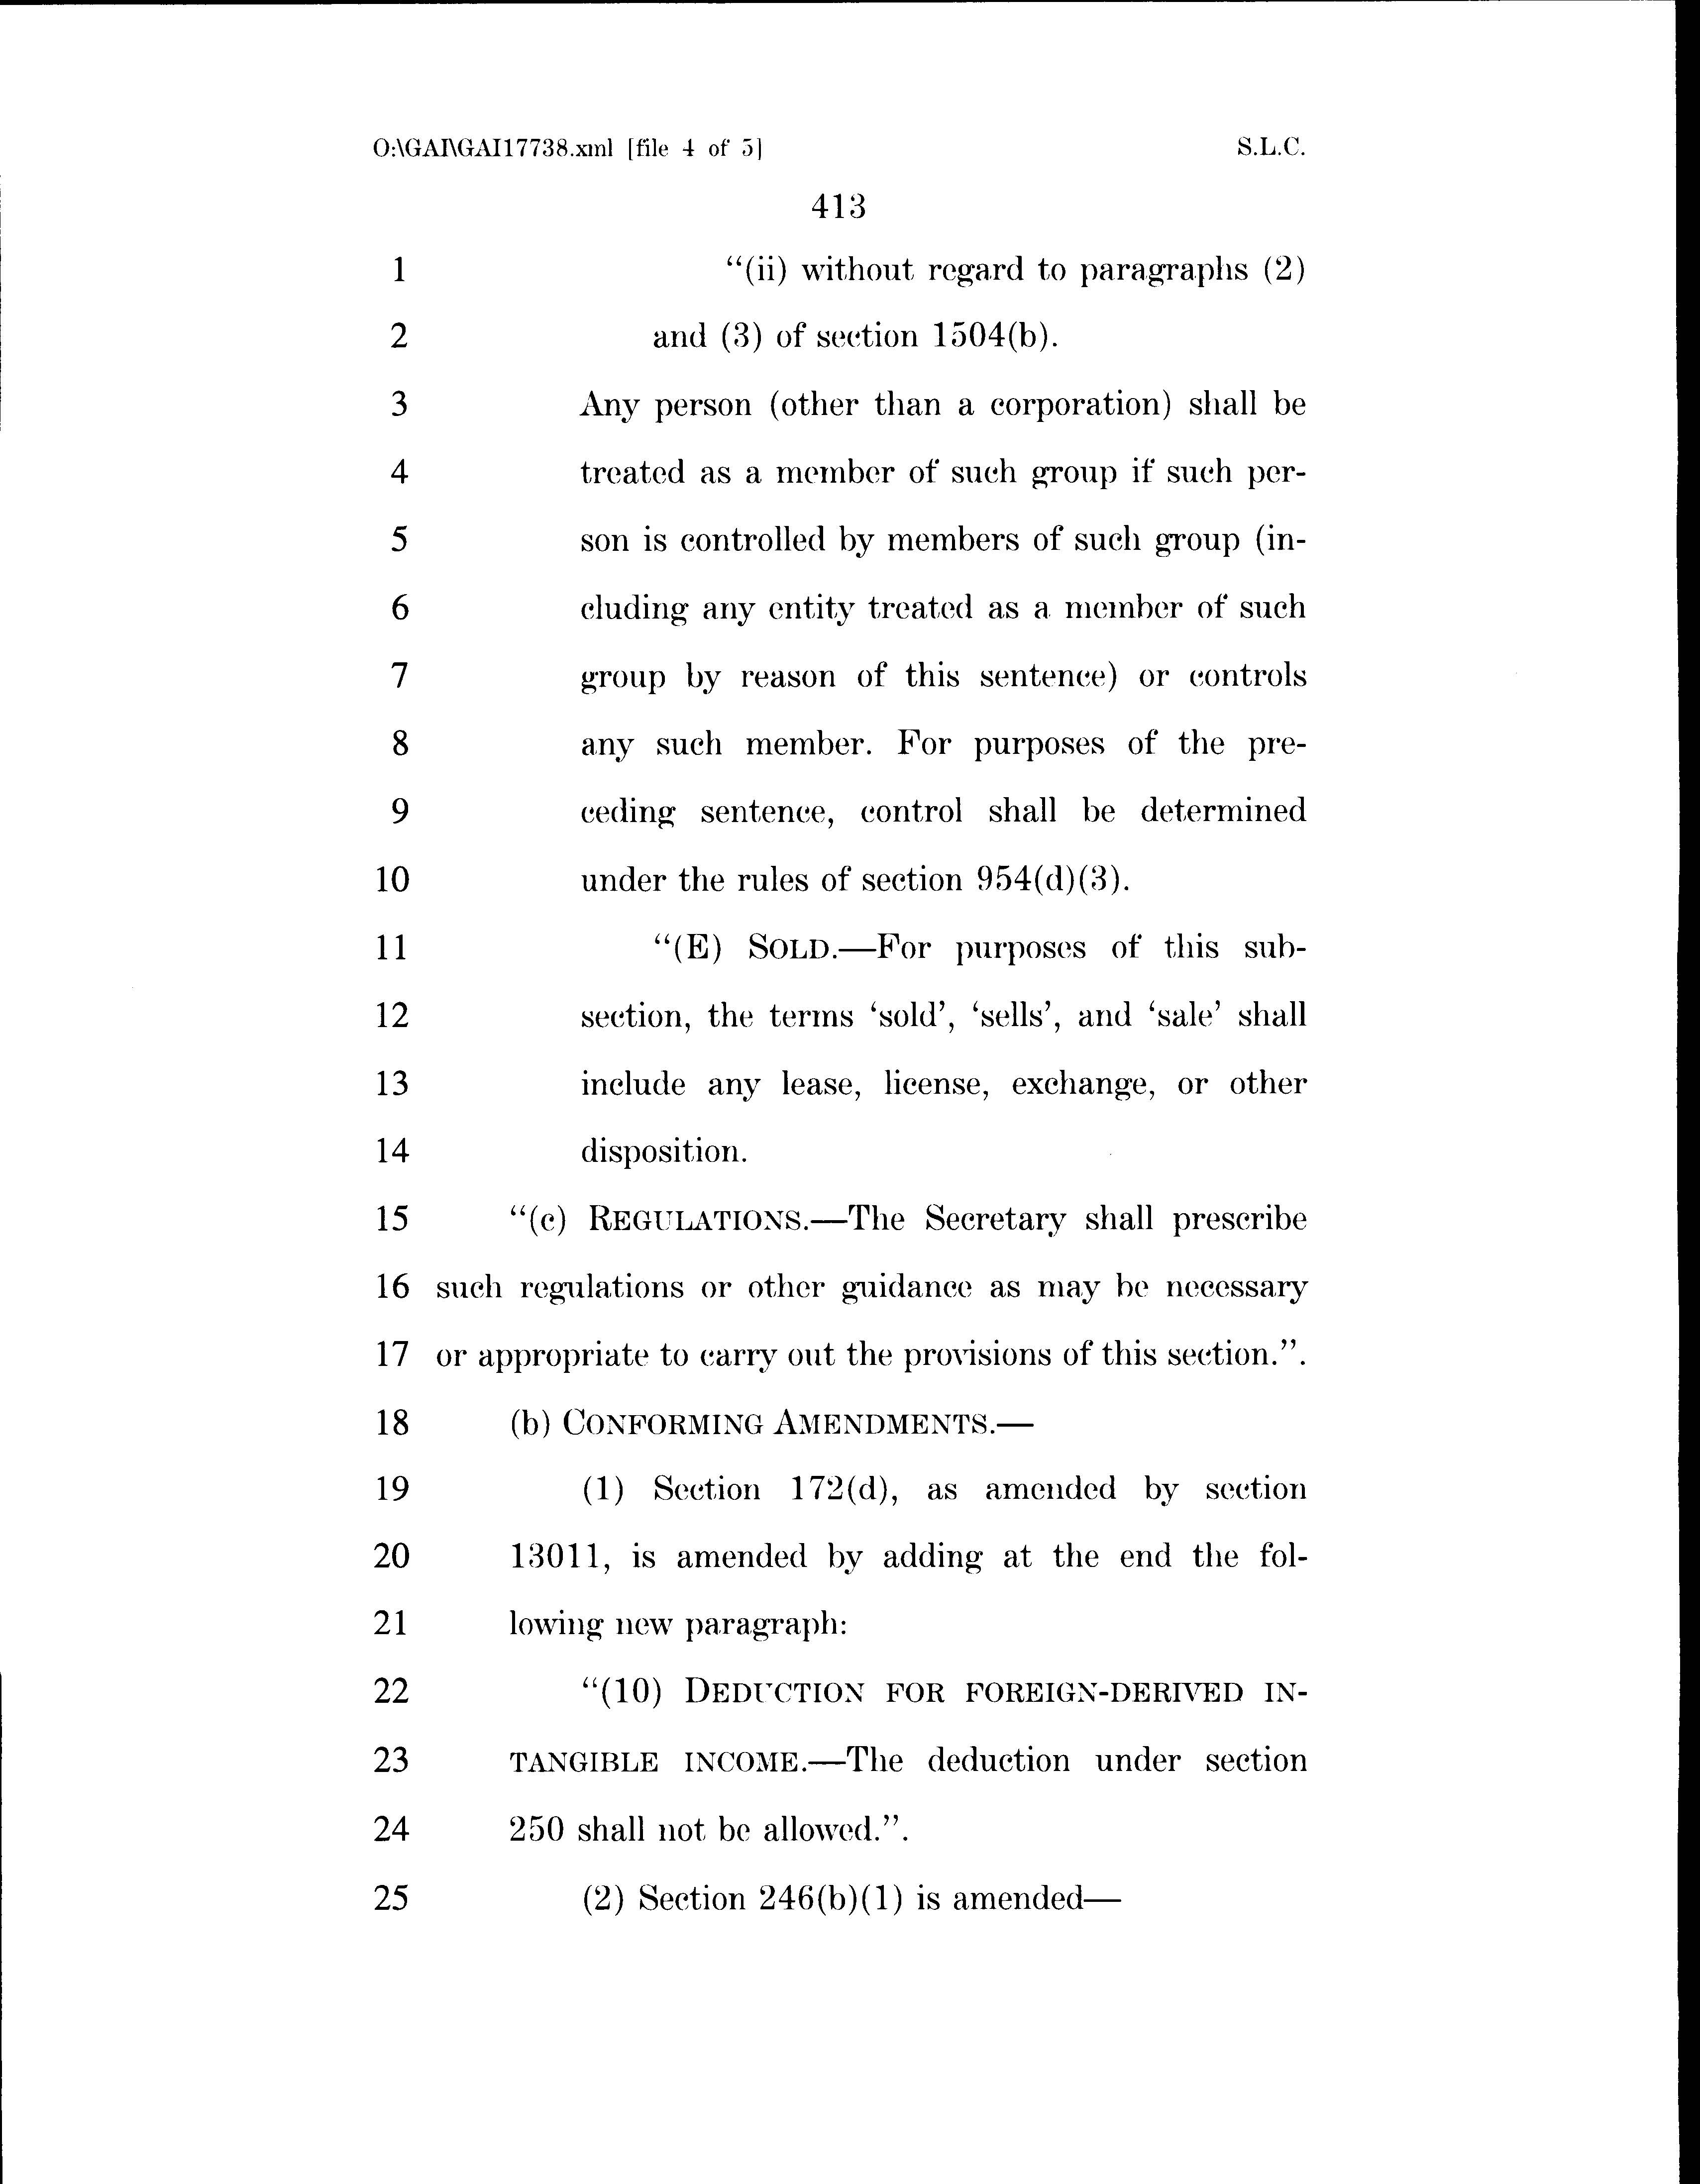 O:\GAI\GAI17738.xml [file 4 of 5] S.L.C.
413
1 “(ii) without regard to paragraphs (2)
2 and (3) of section 1504(b).
3 Any person (other than a corporation) shall be
4 treated as a member of such group if such per-
5 son is controlled by members of such group (in-
6 cluding any entity treated as a member of such
7 group by reason of this sentence) or controls
8 any such member. For purposes of the pre-
9 ceding sentence, control shall be determined
10 under the rules of section 954(d)(3).
11 “(E) SOLD.—For purposes of this sub-
12 section, the terms ‘sold’, ‘sells’, and ‘sale’ shall
13 include any lease, license, exchange, or other
14 disposition.
15 “(c) REGULATIONS.—The Secretary shall prescribe
16 such regulations or other guidance as may be necessary
17 or appropriate to carry out the provisions of this section.”.
18 (b) CONFORMING AMENDMENTS.—
19 (1) Section 172(d), as amended by section
20 13011, is amended by adding at the end the fol-
21 lowing new paragraph:
22 “(10) DEDUCTION FOR FOREIGN-DERIVED IN-
23 TANGIBLE INCOME.—The deduction under section
24 250 shall not be allowed.”.
25 (2) Section 246(b)(1) is amended—